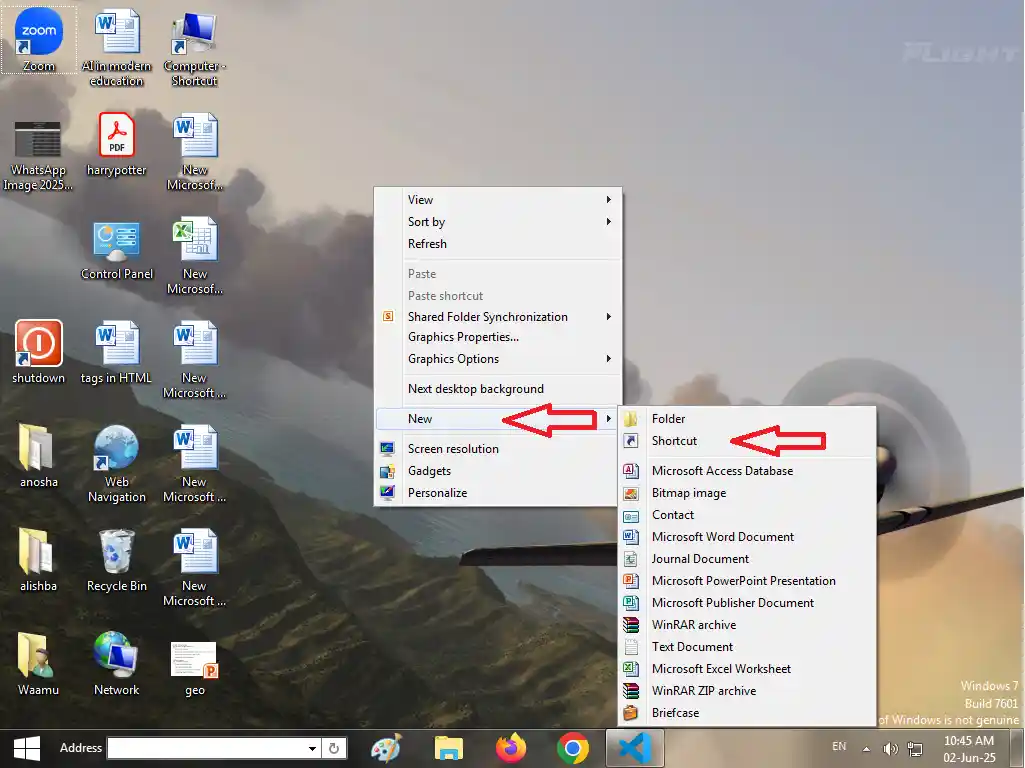 zoom
Zoom
AI in modern
education
Computer -
Shortcut
FLIGHT
WhatsApp
Image 2025...
PDF
harrypotter
New
Microsoft...
Control Panel
New
Microsof...
shutdown
tags in HTML
New
Microsoft ...
anosha
Web
Navigation
New
Microsoft ...
alishba
Recycle Bin
New
Microsoft ...
Waamu
Network
geo
View
Sort by
Refresh
Paste
Paste shortcut
Shared Folder Synchronization
Graphics Properties...
Graphics Options
Next desktop background
New
Screen resolution
Gadgets
Personalize
Folder
Shortcut
Microsoft Access Database
Bitmap image
Contact
Microsoft Word Document
Journal Document
Microsoft PowerPoint Presentation
Microsoft Publisher Document
WinRAR archive
Text Document
Microsoft Excel Worksheet
WinRAR ZIP archive
Briefcase
Windows 7
Build 7601
of Windows is not genuine
Address
EN
10:45 AM
02-Jun-25